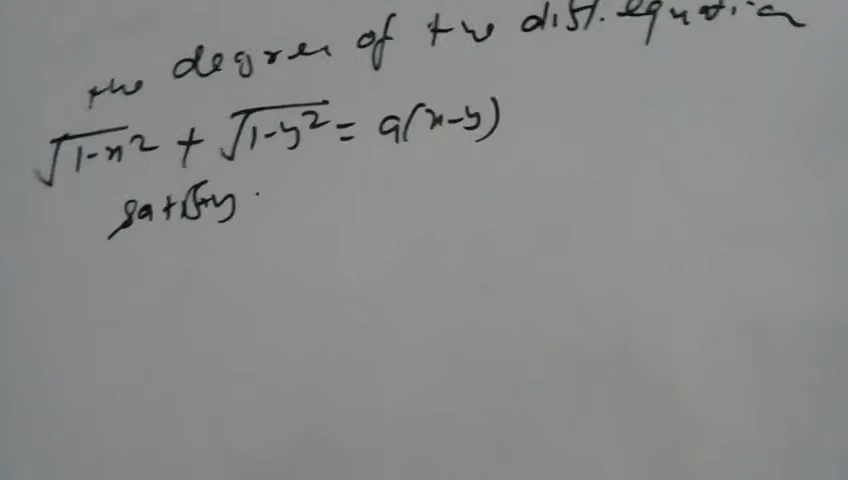 the degree of the diff. equation
√1-x² + √1-y² = a(x-y)
satisfy.